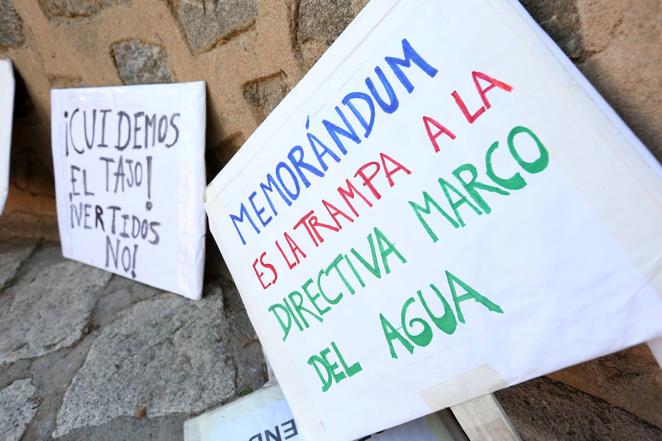 ¡CUIDEMOS
EL TAJO!
¡VERTIDOS
NO!
MEMORÁNDUM
ES LA TRAMPA A LA
DIRECTIVA MARCO
DEL AGUA